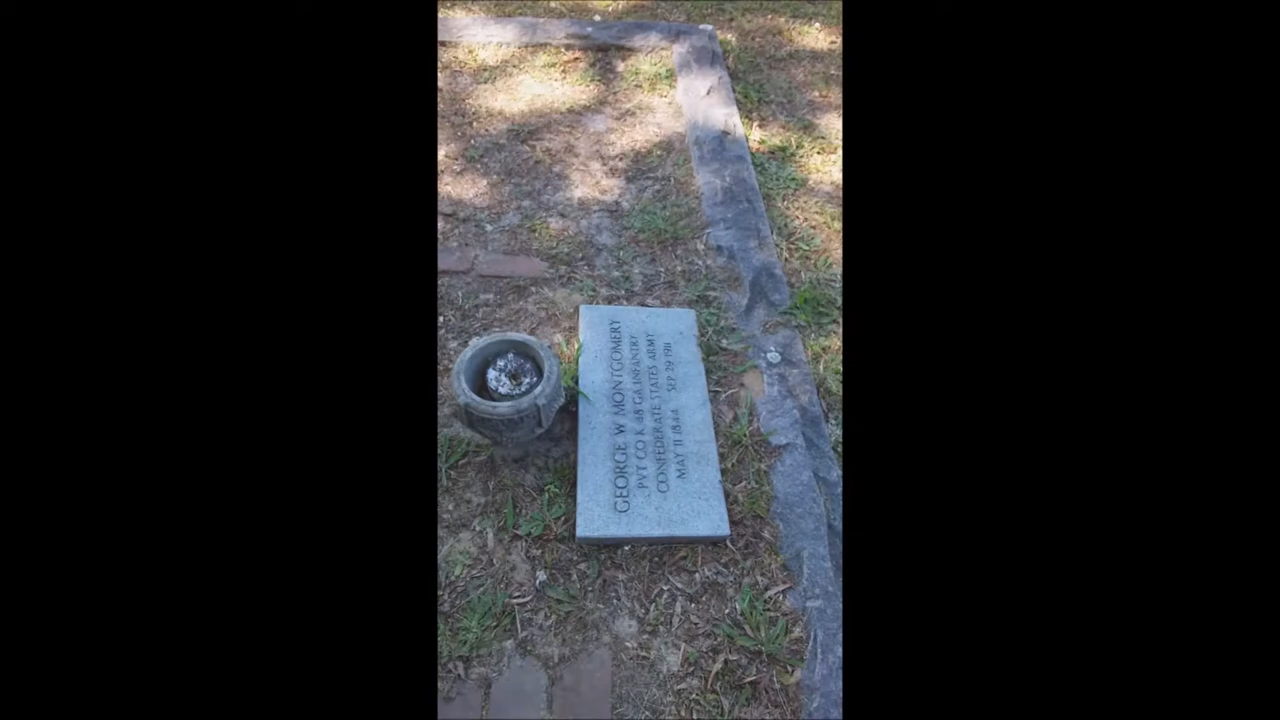 GEORGE W MONTGOMERY
PVT CO K 48 GA INFANTRY
CONFEDERATE STATES ARMY
MAY 11 1844 SEP 29 1911